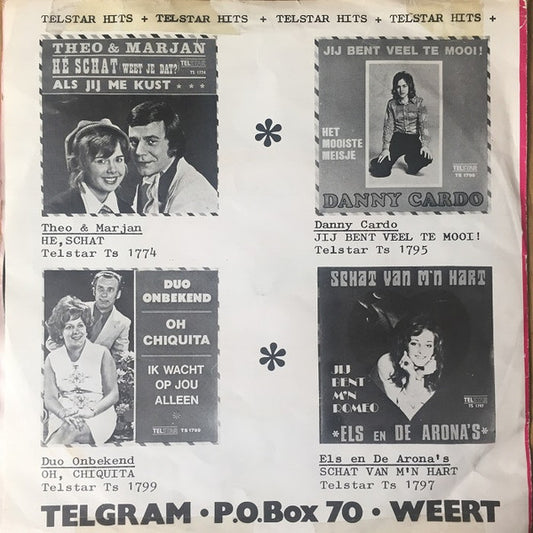 TELSTAR HITS + TELSTAR HITS + TELSTAR HITS + TELSTAR HITS +
THEO & MARJAN
HÉ SCHAT (WEET JE DAT?)
TELSTAR
TS 1774
ALS JIJ ME KUST ★ ★ ★
Theo & Marjan
HE,SCHAT
Telstar Ts 1774
JIJ BENT VEEL TE MOOI!
HET
MOOISTE
MEISJE
TELSTAR
DANNY CARDO
Danny Cardo
JIJ BENT VEEL TE MOOI!
Telstar Ts 1795
DUO
ONBEKEND
OH
CHIQUITA
IK WACHT
OP JOU
ALLEEN
TELSTAR
TS 1799
Duo Onbekend
OH, CHIQUITA
Telstar Ts 1799
SCHAT VAN M'N HART
JIJ
BENT
M'N
ROMEO
TELSTAR
TS 1797
*ELS EN DE ARONA'S*
Els en De Arona's
SCHAT VAN M'N HART
Telstar Ts 1797
TELGRAM • P.O.Box 70 • WEERT